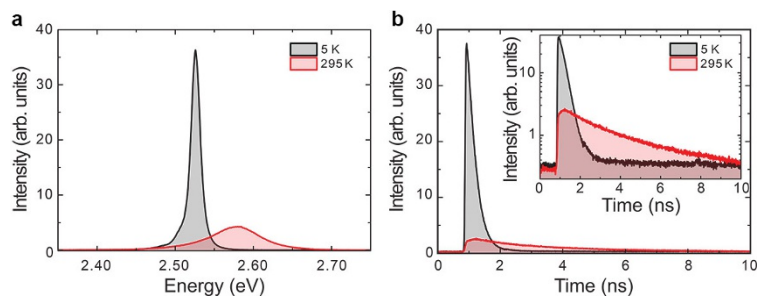 a
40
30
20
10
0
Intensity (arb. units)
5 K
295 K
2.40 2.50 2.60 2.70
Energy (eV)
b
40
30
20
10
0
Intensity (arb. units)
5 K
295 K
10
1
Intensity (arb. units)
0 2 4 6 8 10
Time (ns)
0 2 4 6 8 10
Time (ns)